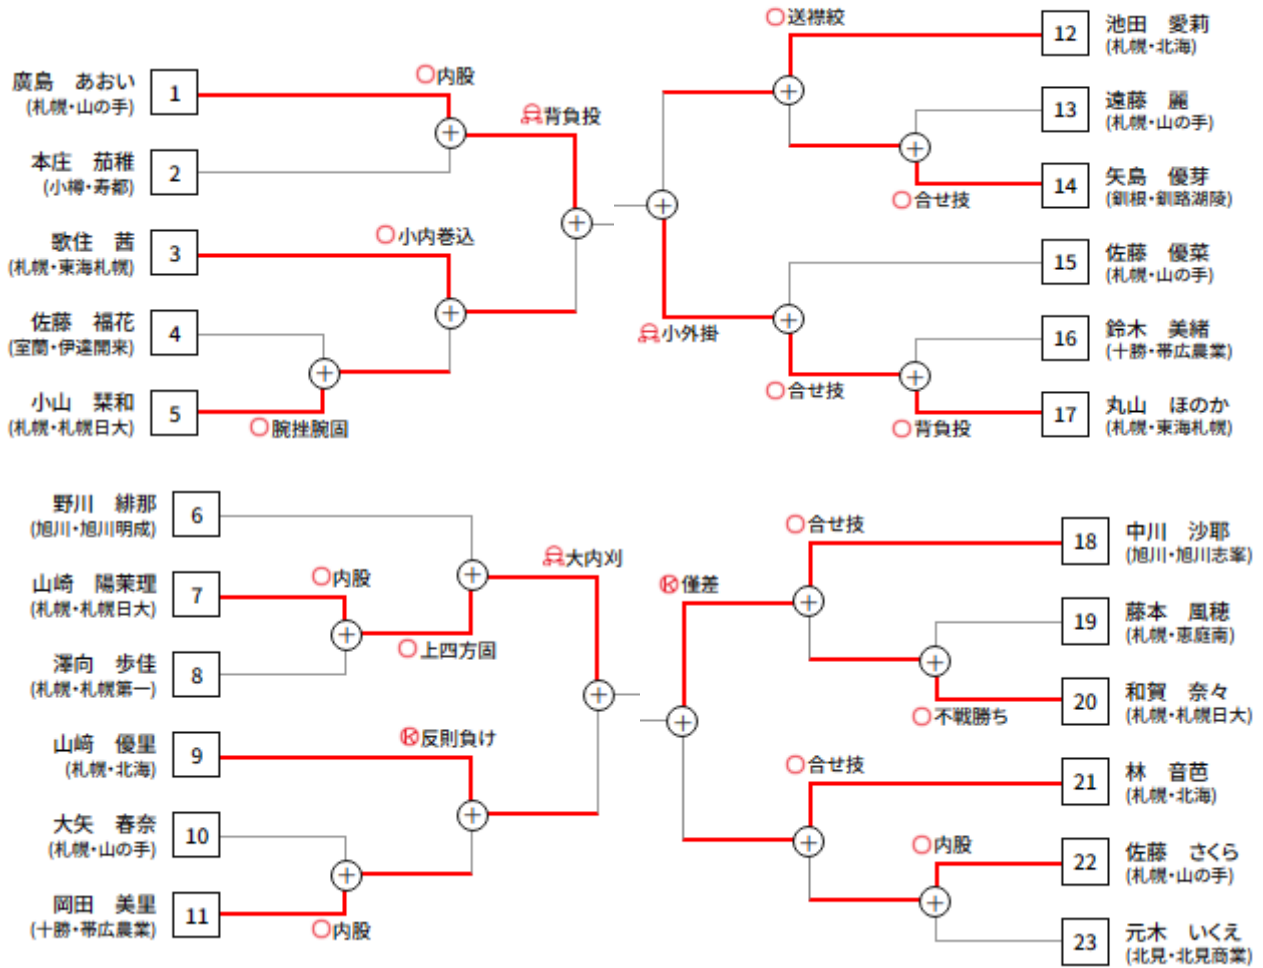 廣島　あおい
(札幌・山の手)
1
本庄　茄稚
(小樽・寿都)
2
歌住　茜
(札幌・東海札幌)
3
佐藤　福花
(室蘭・伊達開来)
4
小山　栞和
(札幌・札幌日大)
5
○内股
○小内巻込
○腕挫腕固
背負投
○送襟絞
○合せ技
小外掛
○合せ技
○背負投
12
池田　愛莉
(札幌・北海)
13
遠藤　麗
(札幌・山の手)
14
矢島　優芽
(釧根・釧路湖陵)
15
佐藤　優菜
(札幌・山の手)
16
鈴木　美緒
(十勝・帯広農業)
17
丸山　ほのか
(札幌・東海札幌)
野川　緋那
(旭川・旭川明成)
6
山崎　陽茉理
(札幌・札幌日大)
7
澤向　歩佳
(札幌・札幌第一)
8
山﨑　優里
(札幌・北海)
9
大矢　春奈
(札幌・山の手)
10
岡田　美里
(十勝・帯広農業)
11
○内股
○上四方固
Ⓚ反則負け
○内股
大内刈
Ⓚ僅差
○合せ技
○不戦勝ち
○合せ技
○内股
18
中川　沙耶
(旭川・旭川志峯)
19
藤本　風穂
(札幌・恵庭南)
20
和賀　奈々
(札幌・札幌日大)
21
林　音芭
(札幌・北海)
22
佐藤　さくら
(札幌・山の手)
23
元木　いくえ
(北見・北見商業)